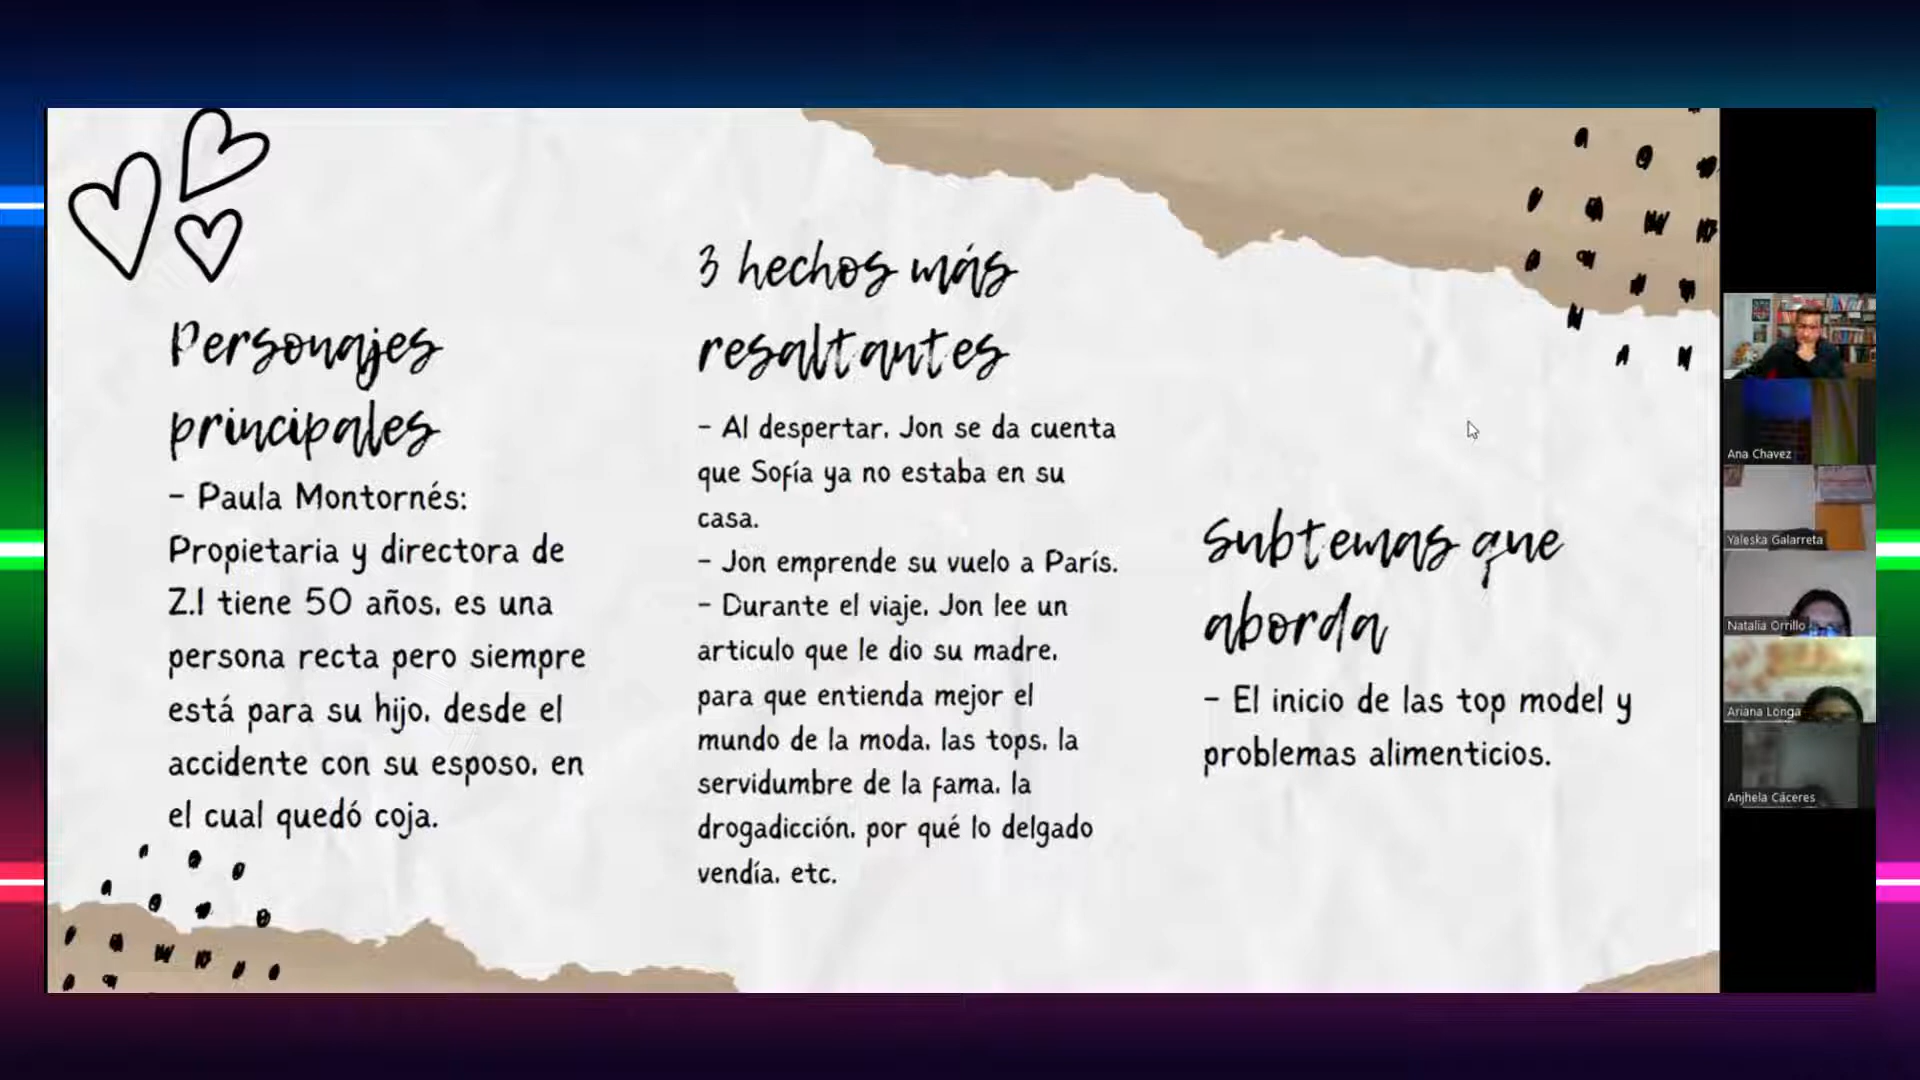 Personajes
principales
- Paula Montornés:
Propietaria y directora de
Z.I tiene 50 años, es una
persona recta pero siempre
está para su hijo, desde el
accidente con su esposo, en
el cual quedó coja.
3 hechos más
resaltantes
- Al despertar, Jon se da cuenta
que Sofía ya no estaba en su
casa.
- Jon emprende su vuelo a París.
- Durante el viaje, Jon lee un
articulo que le dio su madre,
para que entienda mejor el
mundo de la moda, las tops, la
servidumbre de la fama, la
drogadicción, por qué lo delgado
vendía, etc.
Subtemas que
aborda
- El inicio de las top model y
problemas alimenticios.
Ana Chavez
Yaleska Galarreta
Natalia Orrillo
Ariana Longa
Anjhela Cáceres